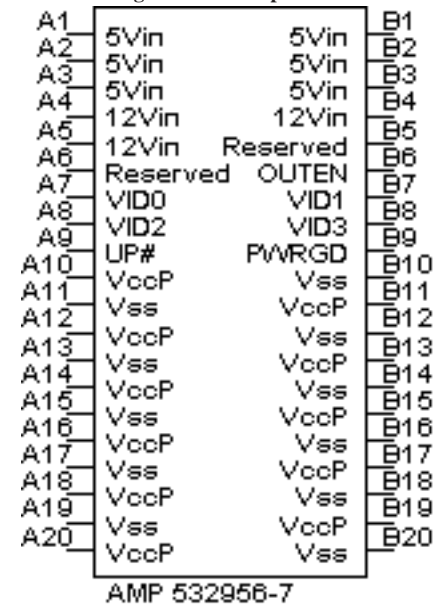 A1 5Vin 5Vin B1
A2 5Vin 5Vin B2
A3 5Vin 5Vin B3
A4 12Vin 12Vin B4
A5 12Vin Reserved B5
A6 Reserved OUTEN B6
A7 VID0 VID1 B7
A8 VID2 VID3 B8
A9 UP# PWRGD B9
A10 VccP Vss B10
A11 Vss VccP B11
A12 VccP Vss B12
A13 Vss VccP B13
A14 VccP Vss B14
A15 Vss VccP B15
A16 VccP Vss B16
A17 Vss VccP B17
A18 VccP Vss B18
A19 Vss VccP B19
A20 VccP Vss B20
AMP 532956-7